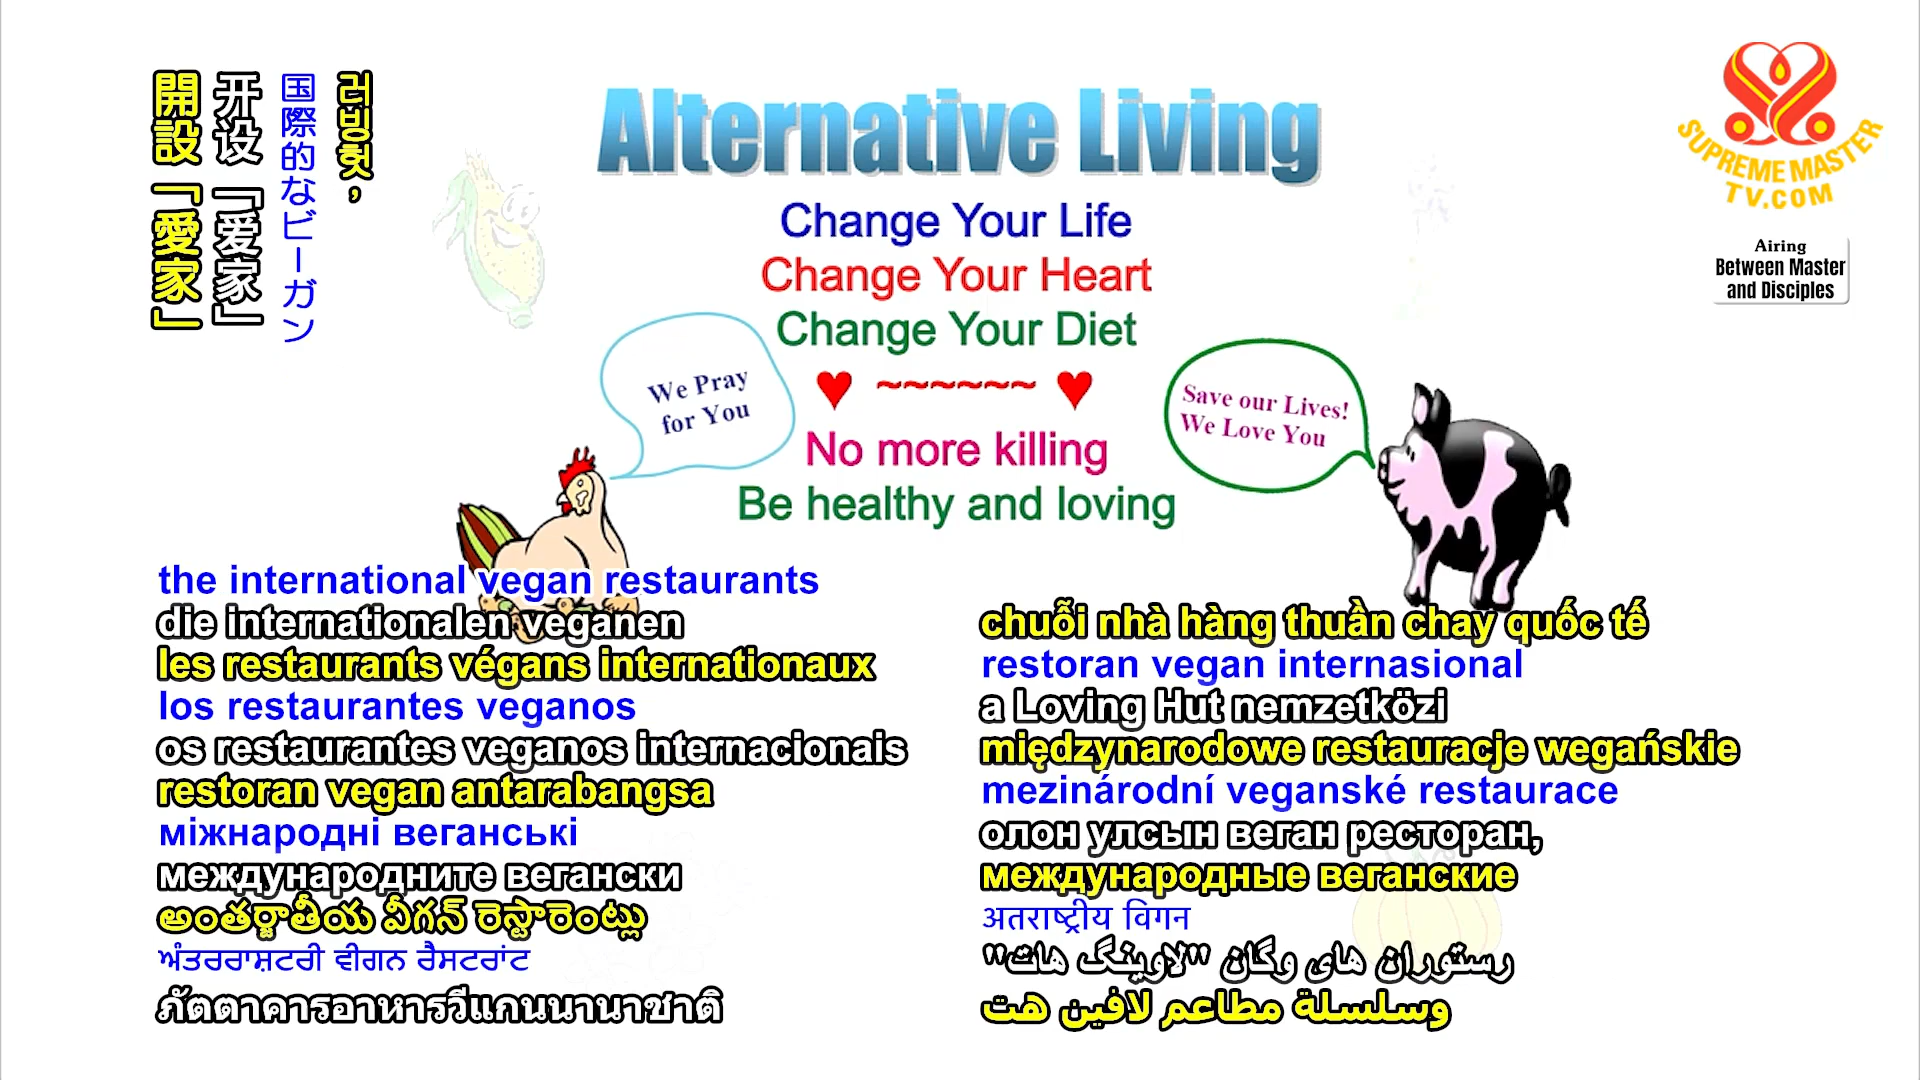 開設「愛家」
开设「爱家」
国際的なビーガン
러빙헛,
Alternative Living
Change Your Life
Change Your Heart
Change Your Diet
♥ ~~~~~~ ♥
No more killing
Be healthy and loving
We Pray
for You
Save our Lives!
We Love You
SUPREME MASTER
TV.COM
Airing
Between Master
and Disciples
the international vegan restaurants
die internationalen veganen
les restaurants végans internationaux
los restaurantes veganos
os restaurantes veganos internacionais
restoran vegan antarabangsa
міжнародні веганські
международните вегански
అంతర్జాతీయ వీగన్ రెస్టారెంట్లు
ਅੰਤਰਰਾਸ਼ਟਰੀ ਵੀਗਨ ਰੈਸਟਰਾਂਟ
ภัตตาคารอาหารวีแกนนานาชาติ
chuỗi nhà hàng thuần chay quốc tế
restoran vegan internasional
a Loving Hut nemzetközi
międzynarodowe restauracje wegańskie
mezinárodní veganské restaurace
олон улсын веган ресторан,
международные веганские
अतराष्ट्रीय विगन
رستوران های وگان "لاوینگ هات"
وسلسلة مطاعم لافين هت